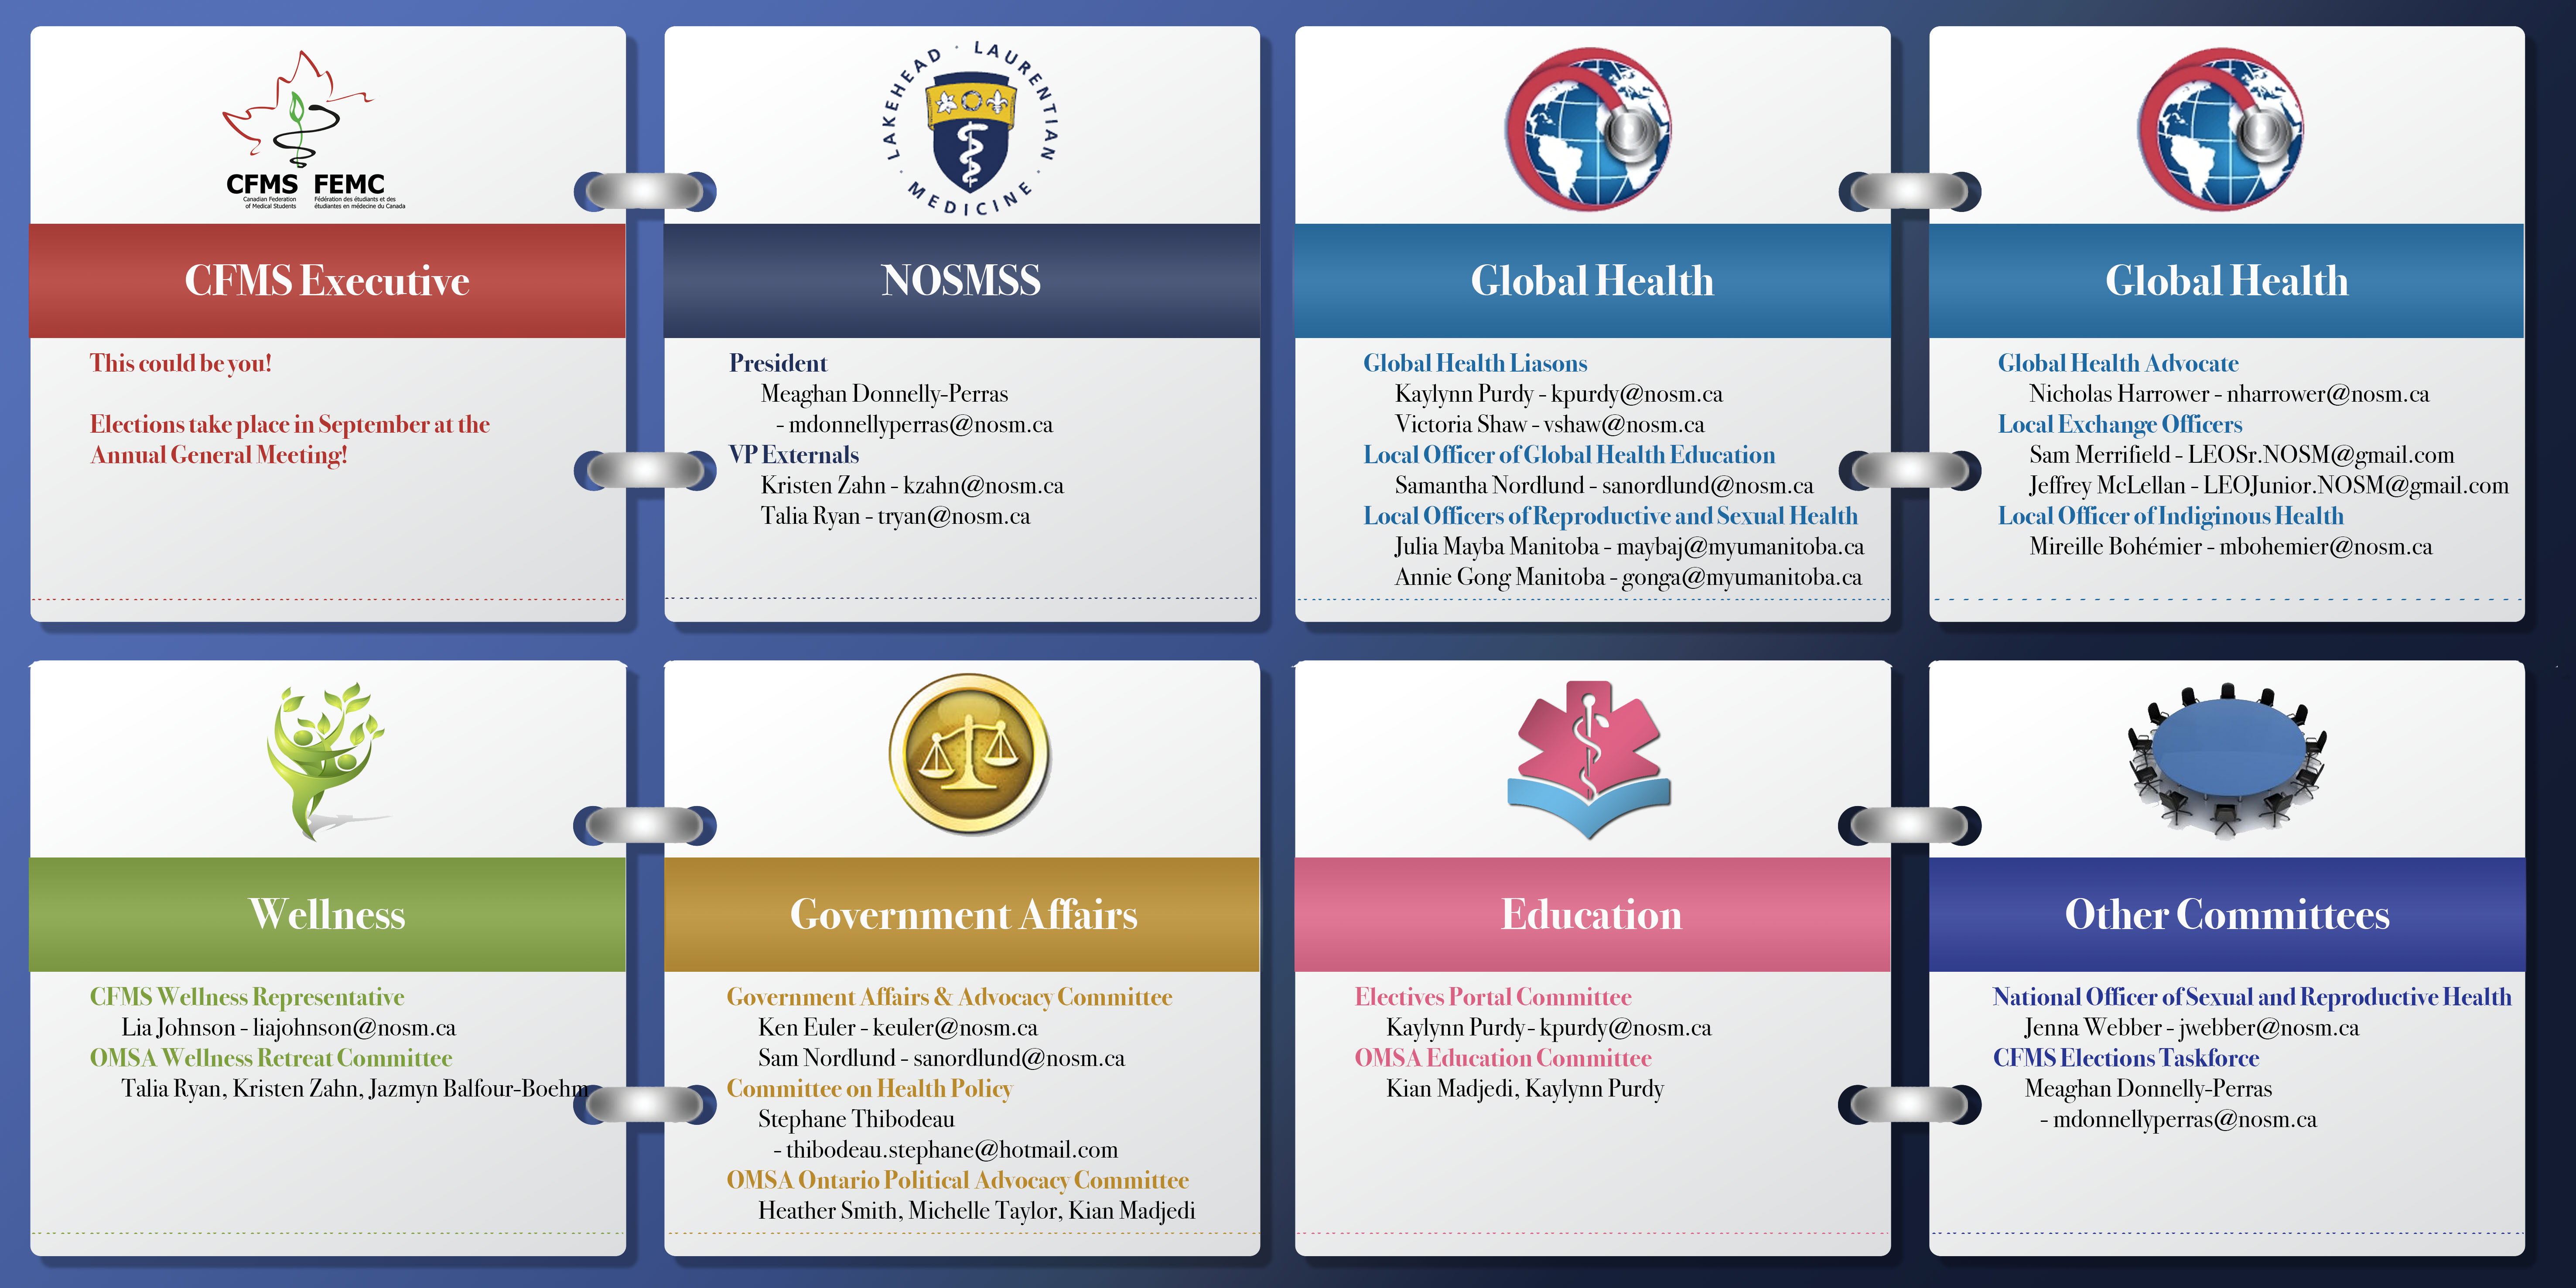 CFMS FEMC
Canadian Federation
of Medical Students
Fédération des étudiants et des
étudiantes en médecine du Canada
CFMS Executive
This could be you!
Elections take place in September at the
Annual General Meeting!
LAKEHEAD · LAURENTIAN
· MEDICINE ·
NOSMSS
President
Meaghan Donnelly-Perras
- mdonnellyperras@nosm.ca
VP Externals
Kristen Zahn - kzahn@nosm.ca
Talia Ryan - tryan@nosm.ca
Global Health
Global Health Liasons
Kaylynn Purdy - kpurdy@nosm.ca
Victoria Shaw - vshaw@nosm.ca
Local Officer of Global Health Education
Samantha Nordlund - sanordlund@nosm.ca
Local Officers of Reproductive and Sexual Health
Julia Mayba Manitoba - maybaj@myumanitoba.ca
Annie Gong Manitoba - gonga@myumanitoba.ca
Global Health
Global Health Advocate
Nicholas Harrower - nharrower@nosm.ca
Local Exchange Officers
Sam Merrifield - LEOSr.NOSM@gmail.com
Jeffrey McLellan - LEOJunior.NOSM@gmail.com
Local Officer of Indiginous Health
Mireille Bohémier - mbohemier@nosm.ca
Wellness
CFMS Wellness Representative
Lia Johnson - liajohnson@nosm.ca
OMSA Wellness Retreat Committee
Talia Ryan, Kristen Zahn, Jazmyn Balfour-Boehm
Government Affairs
Government Affairs & Advocacy Committee
Ken Euler - keuler@nosm.ca
Sam Nordlund - sanordlund@nosm.ca
Committee on Health Policy
Stephane Thibodeau
- thibodeau.stephane@hotmail.com
OMSA Ontario Political Advocacy Committee
Heather Smith, Michelle Taylor, Kian Madjedi
Education
Electives Portal Committee
Kaylynn Purdy - kpurdy@nosm.ca
OMSA Education Committee
Kian Madjedi, Kaylynn Purdy
Other Committees
National Officer of Sexual and Reproductive Health
Jenna Webber - jwebber@nosm.ca
CFMS Elections Taskforce
Meaghan Donnelly-Perras
- mdonnellyperras@nosm.ca